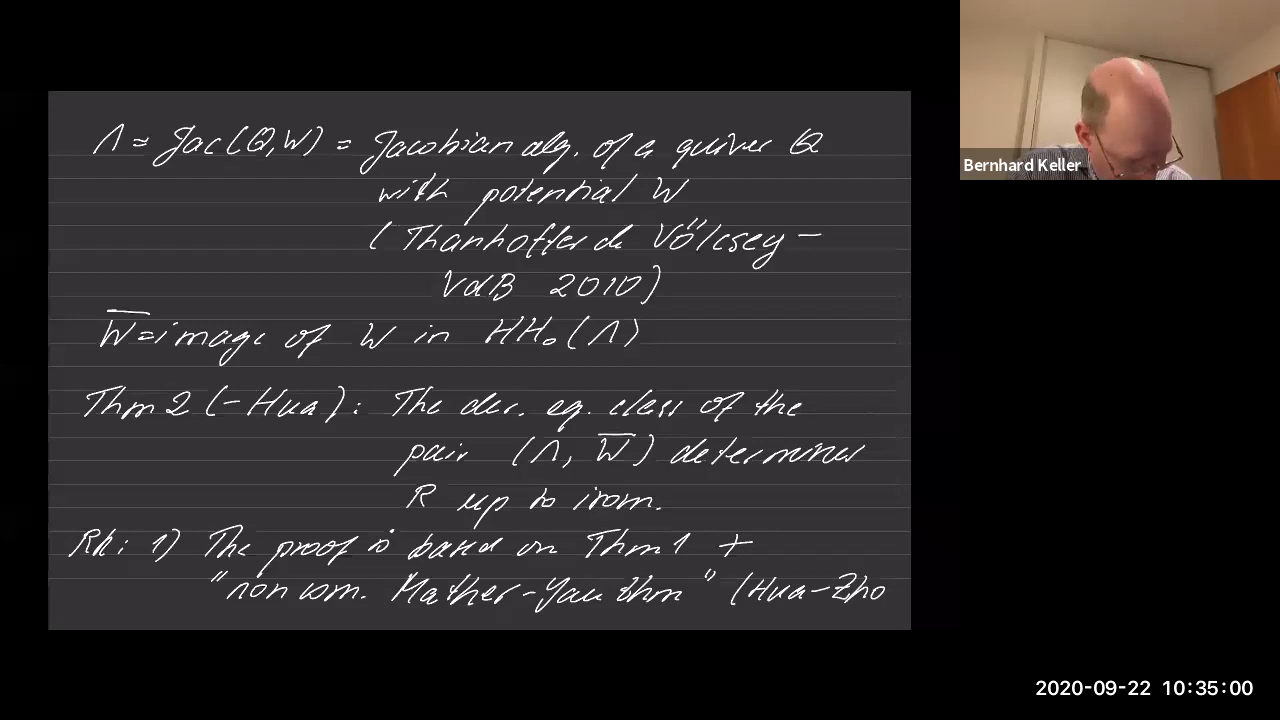 Λ = Jac(Q,W) = Jacobian alg. of a quiver Q
with potential W
(Thanhoffer de Völcsey -
VdB 2010)
W̅ = image of W in HH₀(Λ)
Thm 2 (-Hua): The der. eq. class of the
pair (Λ, W̅) determines
R up to isom.
Rk: 1) The proof is based on Thm 1 +
"non com. Mather-Yau thm" (Hua-Zho
Bernhard Keller
2020-09-22 10:35:00